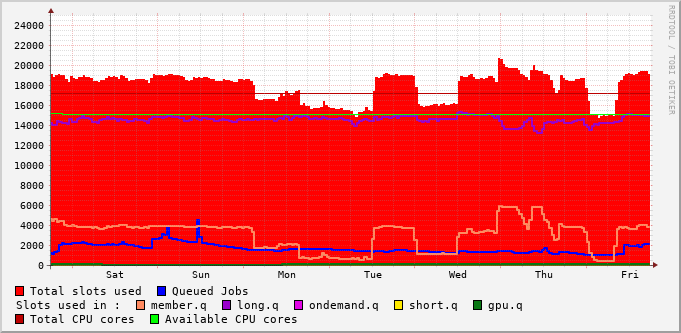 24000
22000
20000
18000
16000
14000
12000
10000
8000
6000
4000
2000
0
Sat Sun Mon Tue Wed Thu Fri
RRDTOOL / TOBI OETIKER
Total slots used Queued Jobs
Slots used in : member.q long.q ondemand.q short.q gpu.q
Total CPU cores Available CPU cores